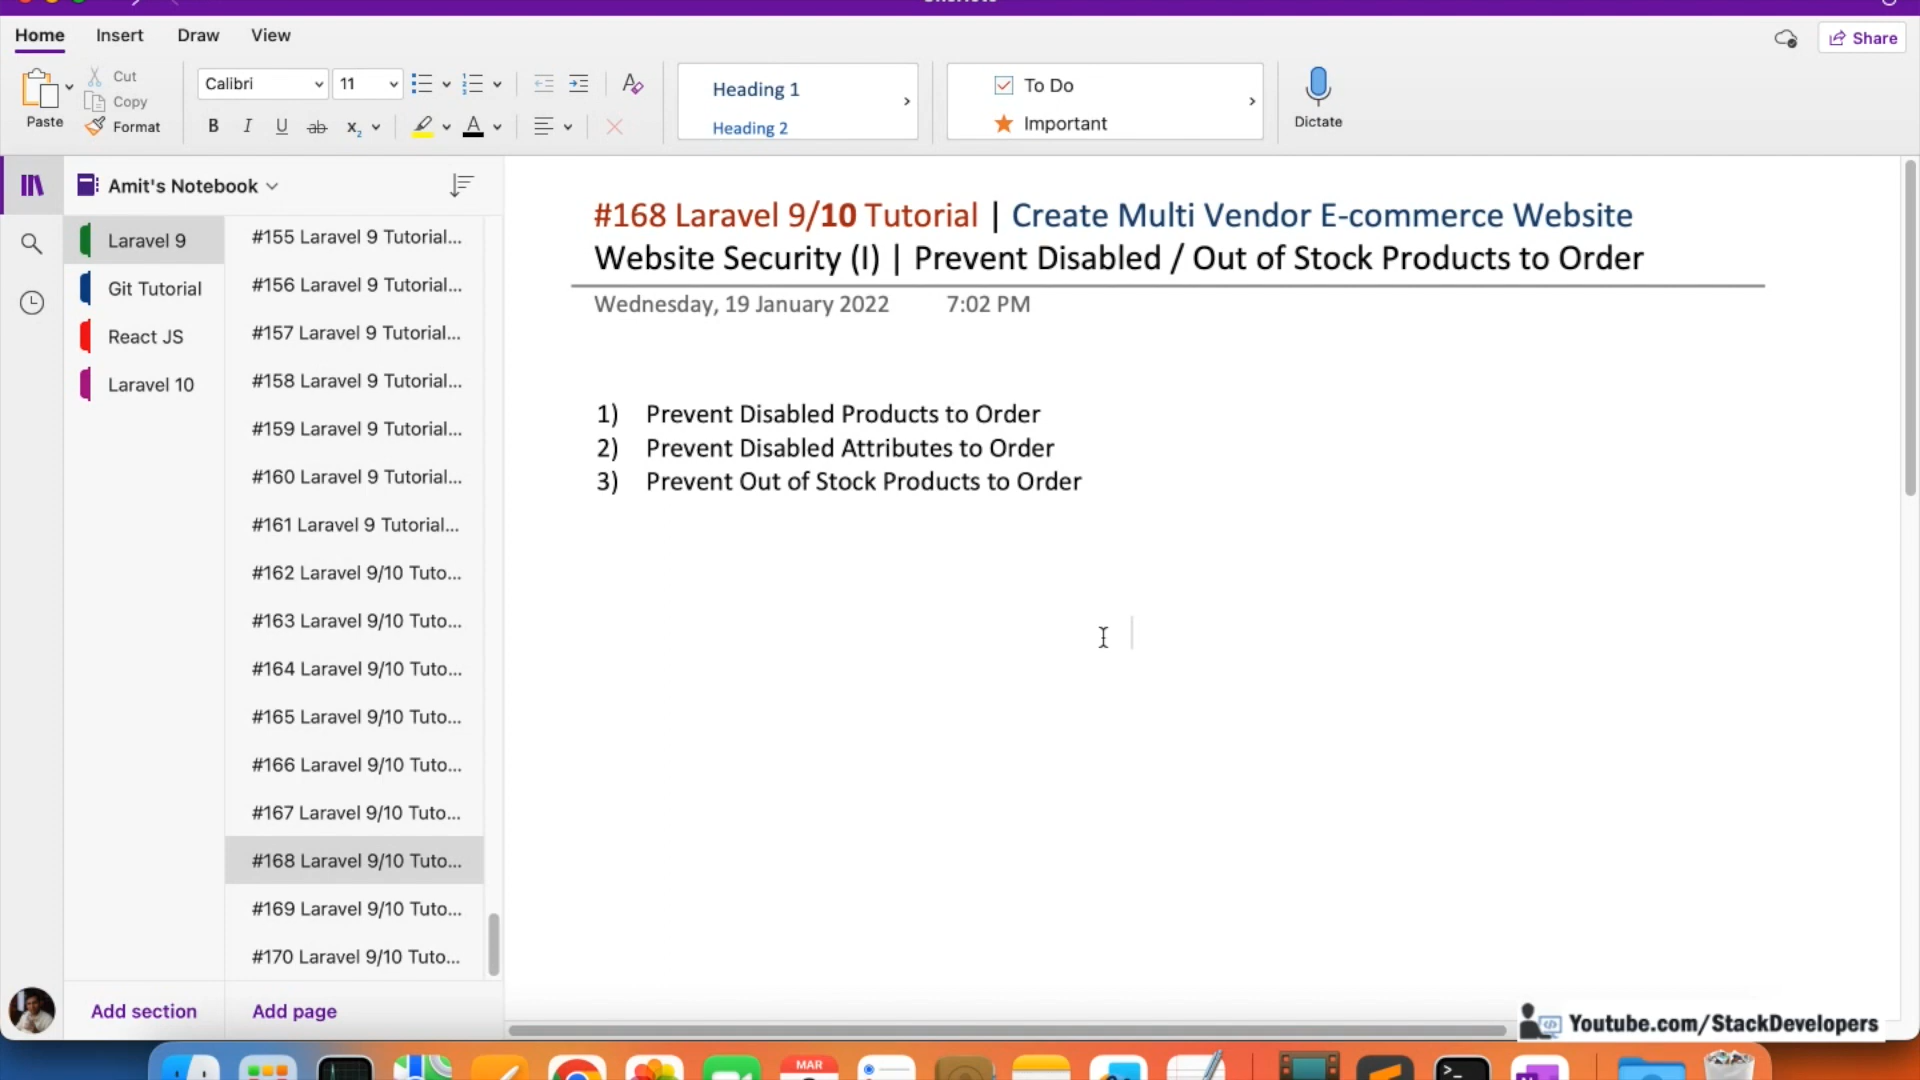 Home Insert Draw View
Share
Cut
Copy
Paste
Format
Calibri
11
B I U ab x₂ A
Heading 1
Heading 2
To Do
Important
Dictate
Amit's Notebook
Laravel 9
Git Tutorial
React JS
Laravel 10
#155 Laravel 9 Tutorial...
#156 Laravel 9 Tutorial...
#157 Laravel 9 Tutorial...
#158 Laravel 9 Tutorial...
#159 Laravel 9 Tutorial...
#160 Laravel 9 Tutorial...
#161 Laravel 9 Tutorial...
#162 Laravel 9/10 Tuto...
#163 Laravel 9/10 Tuto...
#164 Laravel 9/10 Tuto...
#165 Laravel 9/10 Tuto...
#166 Laravel 9/10 Tuto...
#167 Laravel 9/10 Tuto...
#168 Laravel 9/10 Tuto...
#169 Laravel 9/10 Tuto...
#170 Laravel 9/10 Tuto...
Add section
Add page
#168 Laravel 9/10 Tutorial | Create Multi Vendor E-commerce Website
Website Security (I) | Prevent Disabled / Out of Stock Products to Order
Wednesday, 19 January 2022 7:02 PM
1) Prevent Disabled Products to Order
2) Prevent Disabled Attributes to Order
3) Prevent Out of Stock Products to Order
Youtube.com/StackDevelopers
MAR